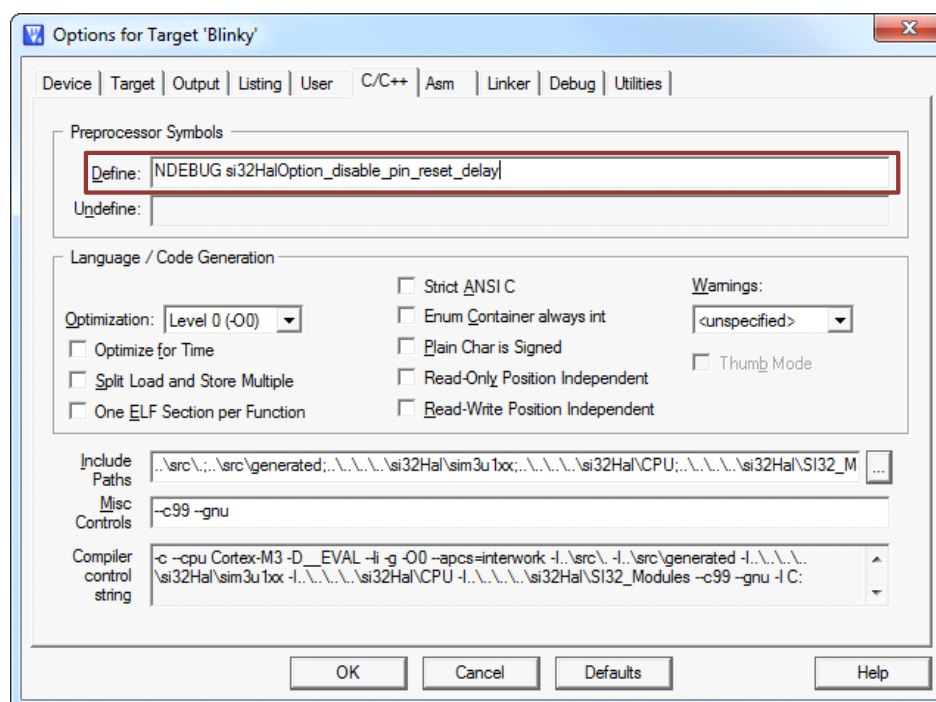 Options for Target 'Blinky'
Device Target Output Listing User C/C++ Asm Linker Debug Utilities
Preprocessor Symbols
Define: NDEBUG si32HalOption_disable_pin_reset_delay
Undefine:
Language / Code Generation
Optimization: Level 0 (-O0)
Optimize for Time
Split Load and Store Multiple
One ELF Section per Function
Strict ANSI C
Enum Container always int
Plain Char is Signed
Read-Only Position Independent
Read-Write Position Independent
Warnings:
<unspecified>
Thumb Mode
Include
Paths
..\src\.;..\src\generated;..\..\..\..\si32Hal\sim3u1xx;..\..\..\..\si32Hal\CPU;..\..\..\..\si32Hal\SI32_M
...
Misc
Controls
--c99 --gnu
Compiler
control
string
-c --cpu Cortex-M3 -D__EVAL --li -g -O0 --apcs=interwork -I..\src\. -I..\src\generated -I..\..\..\..
\si32Hal\sim3u1xx -I..\..\..\..\si32Hal\CPU -I..\..\..\..\si32Hal\SI32_Modules --c99 --gnu -I C:
OK Cancel Defaults Help